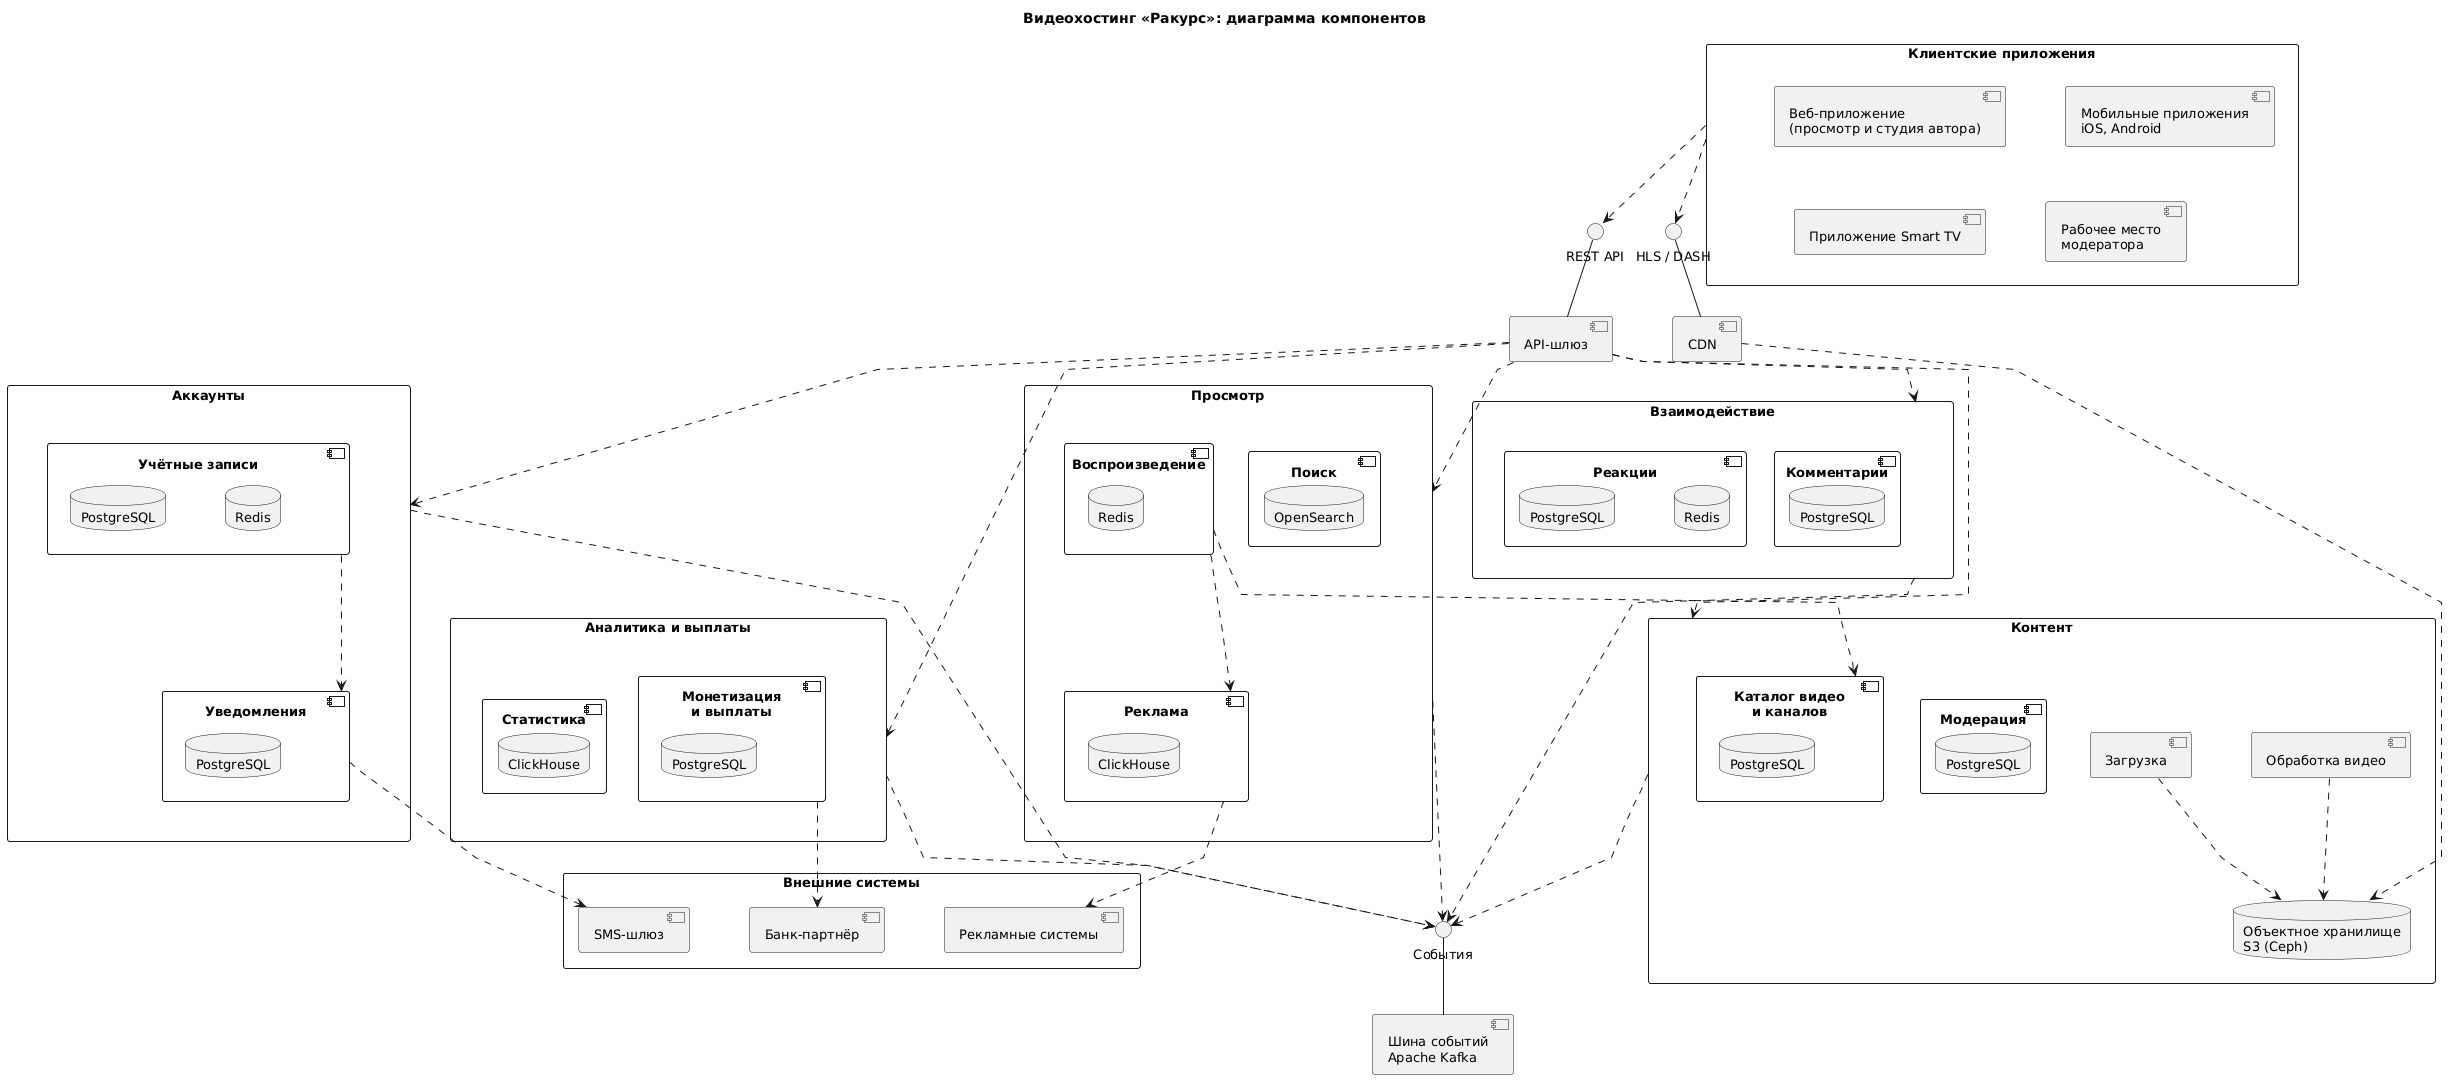 Видеохостинг «Ракурс»: диаграмма компонентов
Клиентские приложения
Веб-приложение
(просмотр и студия автора)
Мобильные приложения
iOS, Android
Приложение Smart TV
Рабочее место
модератора
REST API
HLS / DASH
API-шлюз
CDN
Аккаунты
Учётные записи
PostgreSQL
Redis
Уведомления
PostgreSQL
Просмотр
Воспроизведение
Redis
Поиск
OpenSearch
Реклама
ClickHouse
Взаимодействие
Реакции
PostgreSQL
Redis
Комментарии
PostgreSQL
Аналитика и выплаты
Статистика
ClickHouse
Монетизация
и выплаты
PostgreSQL
Контент
Каталог видео
и каналов
PostgreSQL
Модерация
PostgreSQL
Загрузка
Обработка видео
Объектное хранилище
S3 (Ceph)
Внешние системы
SMS-шлюз
Банк-партнёр
Рекламные системы
События
Шина событий
Apache Kafka